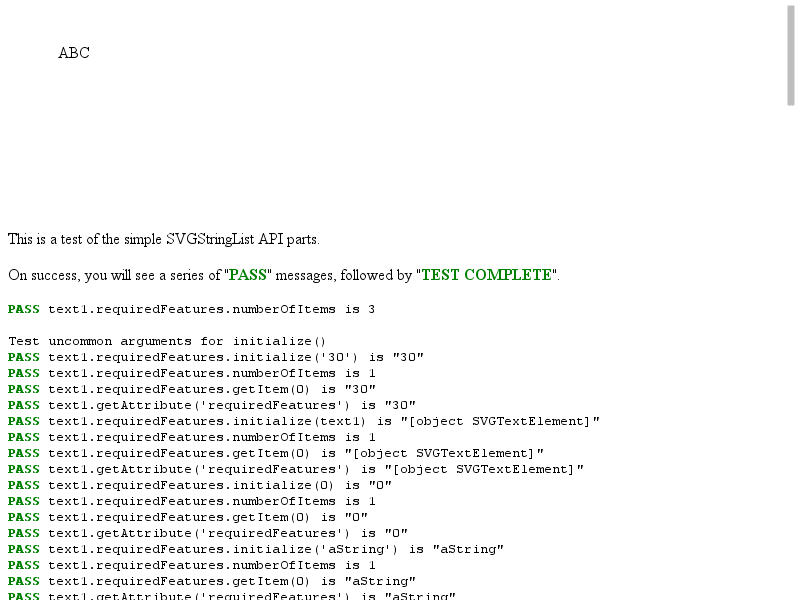 ABC
This is a test of the simple SVGStringList API parts.
On success, you will see a series of "PASS" messages, followed by "TEST COMPLETE".
PASS text1.requiredFeatures.numberOfItems is 3
Test uncommon arguments for initialize()
PASS text1.requiredFeatures.initialize('30') is "30"
PASS text1.requiredFeatures.numberOfItems is 1
PASS text1.requiredFeatures.getItem(0) is "30"
PASS text1.getAttribute('requiredFeatures') is "30"
PASS text1.requiredFeatures.initialize(text1) is "[object SVGTextElement]"
PASS text1.requiredFeatures.numberOfItems is 1
PASS text1.requiredFeatures.getItem(0) is "[object SVGTextElement]"
PASS text1.getAttribute('requiredFeatures') is "[object SVGTextElement]"
PASS text1.requiredFeatures.initialize(0) is "0"
PASS text1.requiredFeatures.numberOfItems is 1
PASS text1.requiredFeatures.getItem(0) is "0"
PASS text1.getAttribute('requiredFeatures') is "0"
PASS text1.requiredFeatures.initialize('aString') is "aString"
PASS text1.requiredFeatures.numberOfItems is 1
PASS text1.requiredFeatures.getItem(0) is "aString"
PASS text1.getAttribute('requiredFeatures') is "aString"